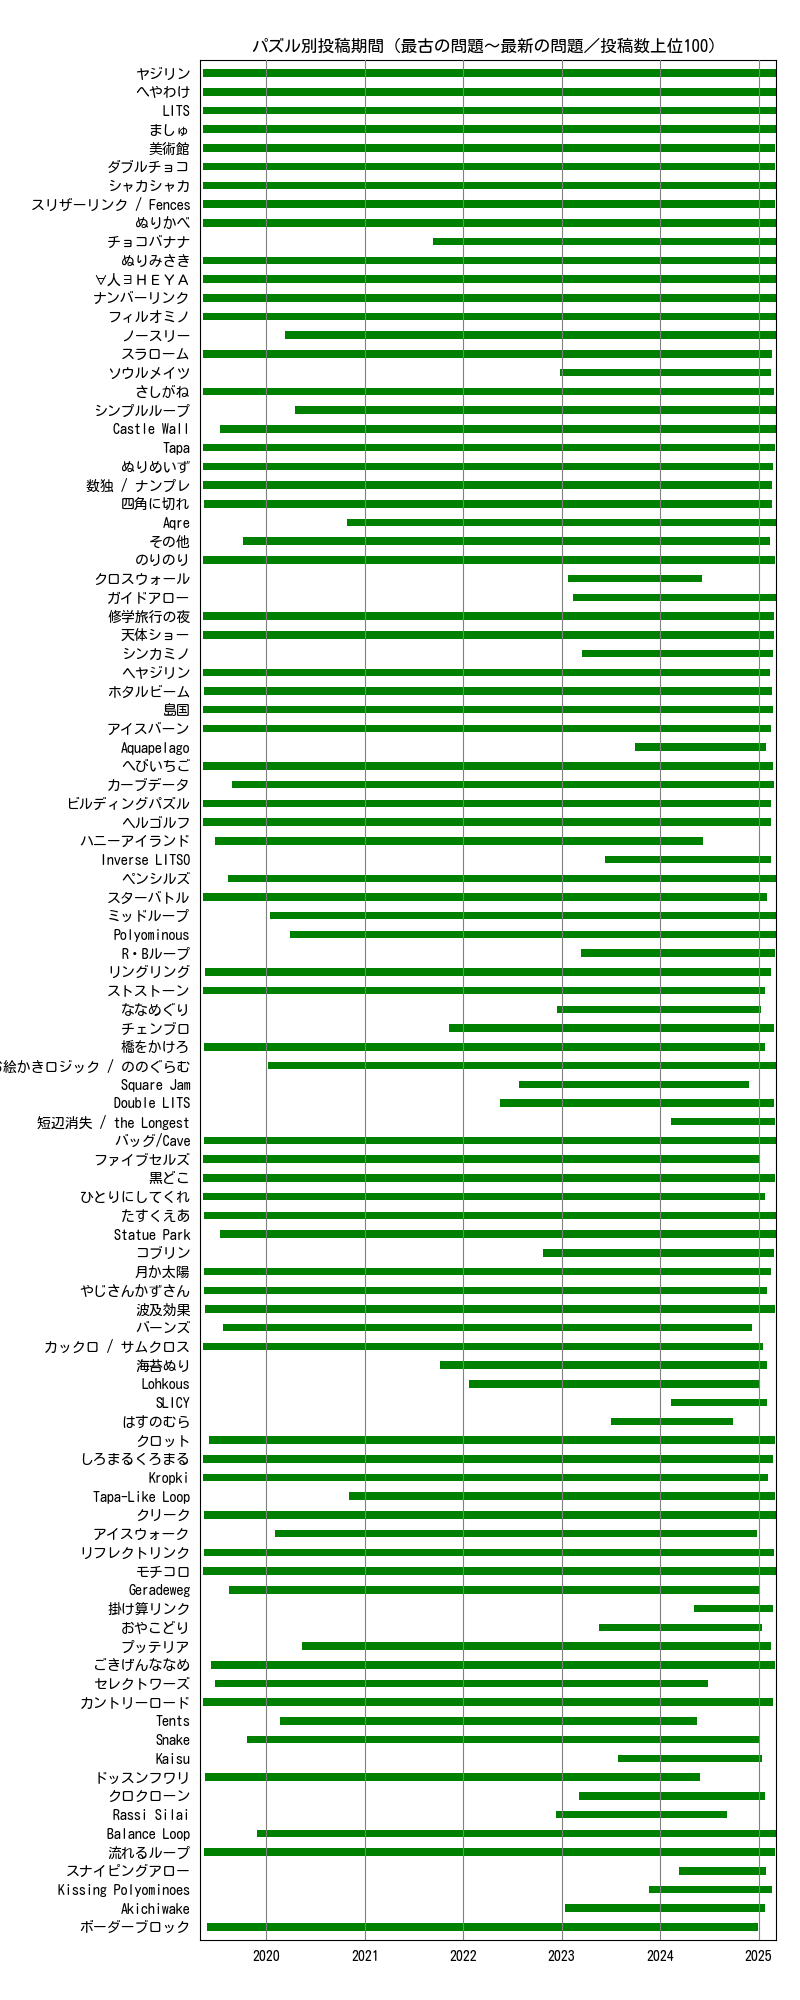 パズル別投稿期間（最古の問題～最新の問題／投稿数上位100）
ヤジリン
へやわけ
LITS
ましゅ
美術館
ダブルチョコ
シャカシャカ
スリザーリンク / Fences
ぬりかべ
チョコバナナ
ぬりみさき
∀人∃ＨＥＹＡ
ナンバーリンク
フィルオミノ
ノースリー
スラローム
ソウルメイツ
さしがね
シンプルループ
Castle Wall
Tapa
ぬりめいず
数独 / ナンプレ
四角に切れ
Aqre
その他
のりのり
クロスウォール
ガイドアロー
修学旅行の夜
天体ショー
シンカミノ
ヘヤジリン
ホタルビーム
島国
アイスバーン
Aquapelago
へびいちご
カーブデータ
ビルディングパズル
ヘルゴルフ
ハニーアイランド
Inverse LITSO
ペンシルズ
スターバトル
ミッドループ
Polyominous
R・Bループ
リングリング
ストストーン
ななめぐり
チェンブロ
橋をかけろ
絵かきロジック / ののぐらむ
Square Jam
Double LITS
短辺消失 / the Longest
バッグ/Cave
ファイブセルズ
黒どこ
ひとりにしてくれ
たすくえあ
Statue Park
コブリン
月か太陽
やじさんかずさん
波及効果
バーンズ
カックロ / サムクロス
海苔ぬり
Lohkous
SLICY
はすのむら
クロット
しろまるくろまる
Kropki
Tapa-Like Loop
クリーク
アイスウォーク
リフレクトリンク
モチコロ
Geradeweg
掛け算リンク
おやこどり
プッテリア
ごきげんななめ
セレクトワーズ
カントリーロード
Tents
Snake
Kaisu
ドッスンフワリ
クロクローン
Rassi Silai
Balance Loop
流れるループ
スナイピングアロー
Kissing Polyominoes
Akichiwake
ボーダーブロック
2020 2021 2022 2023 2024 2025